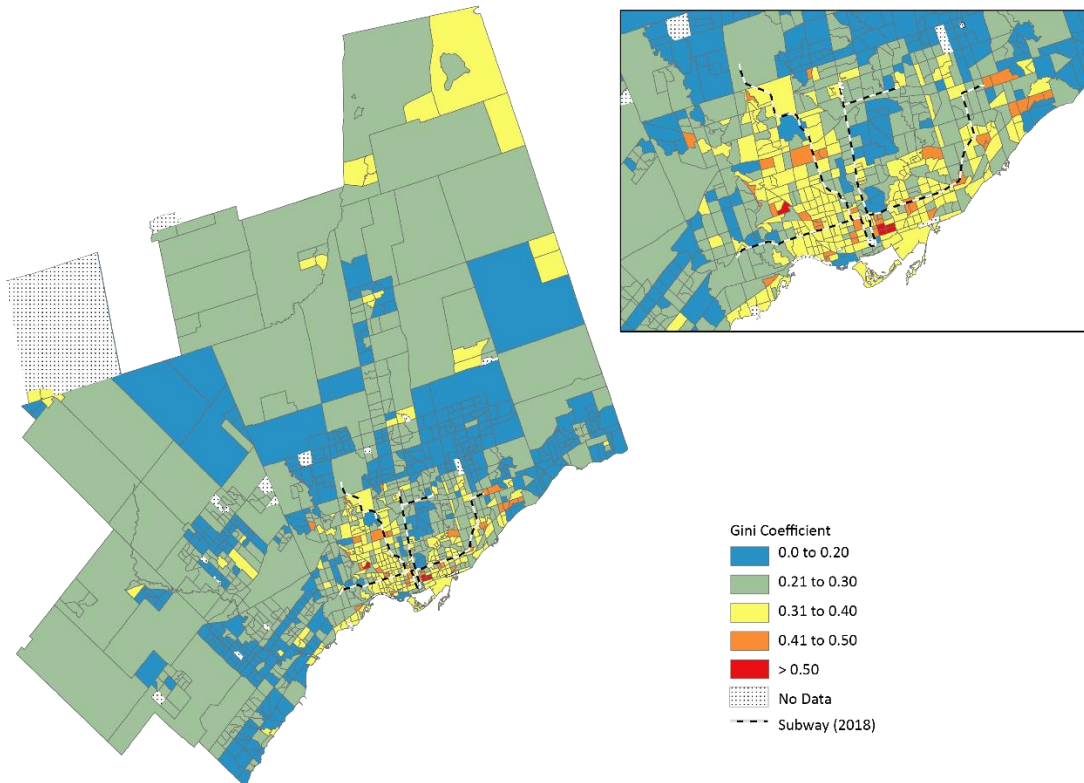 Gini Coefficient
0.0 to 0.20
0.21 to 0.30
0.31 to 0.40
0.41 to 0.50
> 0.50
No Data
Subway (2018)